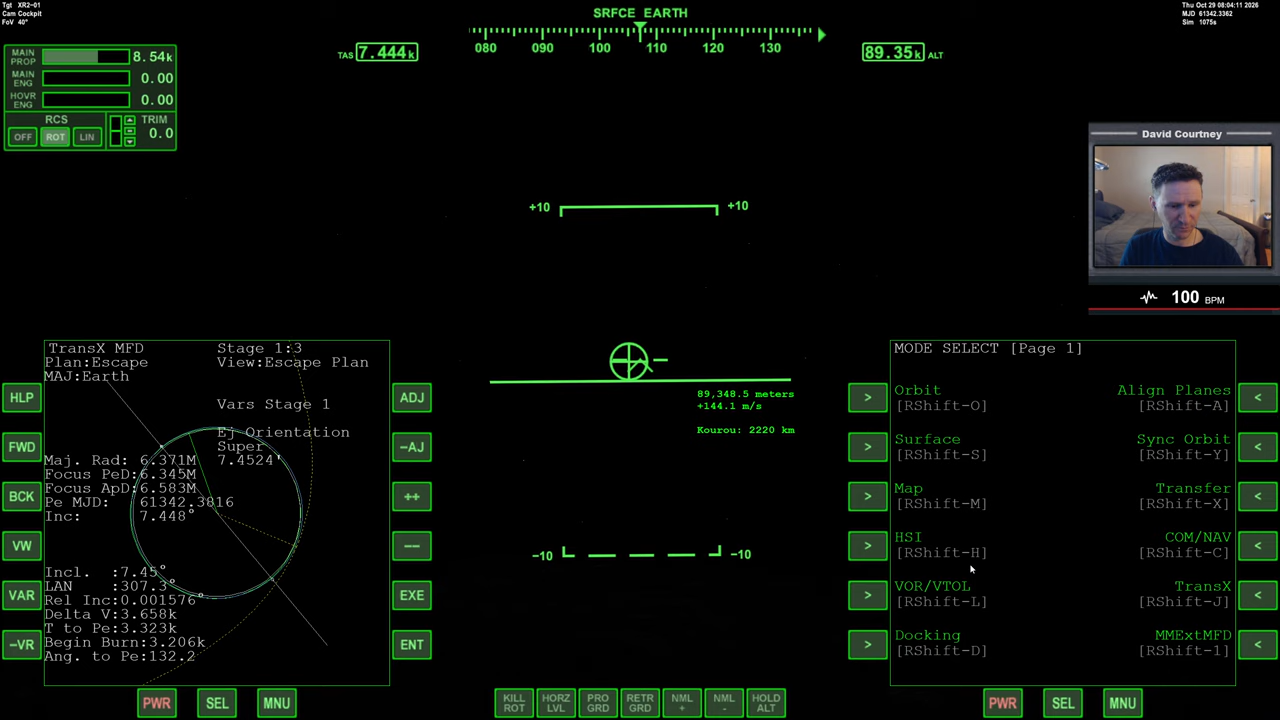 Tgt XR2-01
Cam Cockpit
FoV 40°
SRFCE EARTH
Thu Oct 29 08:04:11 2026
MJD 61342.3362
Sim 1075s
080 090 100 110 120 130
TAS 7.444k
89.35k ALT
MAIN PROP 8.54k
MAIN ENG 0.00
HOVR ENG 0.00
RCS
TRIM
OFF ROT LIN
0.0
David Courtney
100 BPM
+10 +10
89,348.5 meters
+144.1 m/s
Kourou: 2220 km
-10 -10
TransX MFD Stage 1:3
Plan:Escape View:Escape Plan
MAJ:Earth
Vars Stage 1
Ej Orientation
Super
Maj. Rad: 6.371M 7.4524'
Focus PeD:6.345M
Focus ApD:6.583M
Pe MJD: 61342.3816
Inc: 7.448°
Incl. :7.45°
LAN :307.3°
Rel Inc:0.001576
Delta V:3.658k
T to Pe:3.323k
Begin Burn:3.206k
Ang. to Pe:132.2
HLP
FWD
BCK
VW
VAR
-VR
ADJ
-AJ
++
--
EXE
ENT
PWR SEL MNU
KILL ROT
HORZ LVL
PRO GRD
RETR GRD
NML +
NML -
HOLD ALT
MODE SELECT [Page 1]
> Orbit Align Planes <
[RShift-O] [RShift-A]
> Surface Sync Orbit <
[RShift-S] [RShift-Y]
> Map Transfer <
[RShift-M] [RShift-X]
> HSI COM/NAV <
[RShift-H] [RShift-C]
> VOR/VTOL TransX <
[RShift-L] [RShift-J]
> Docking MMExtMFD <
[RShift-D] [RShift-1]
PWR SEL MNU